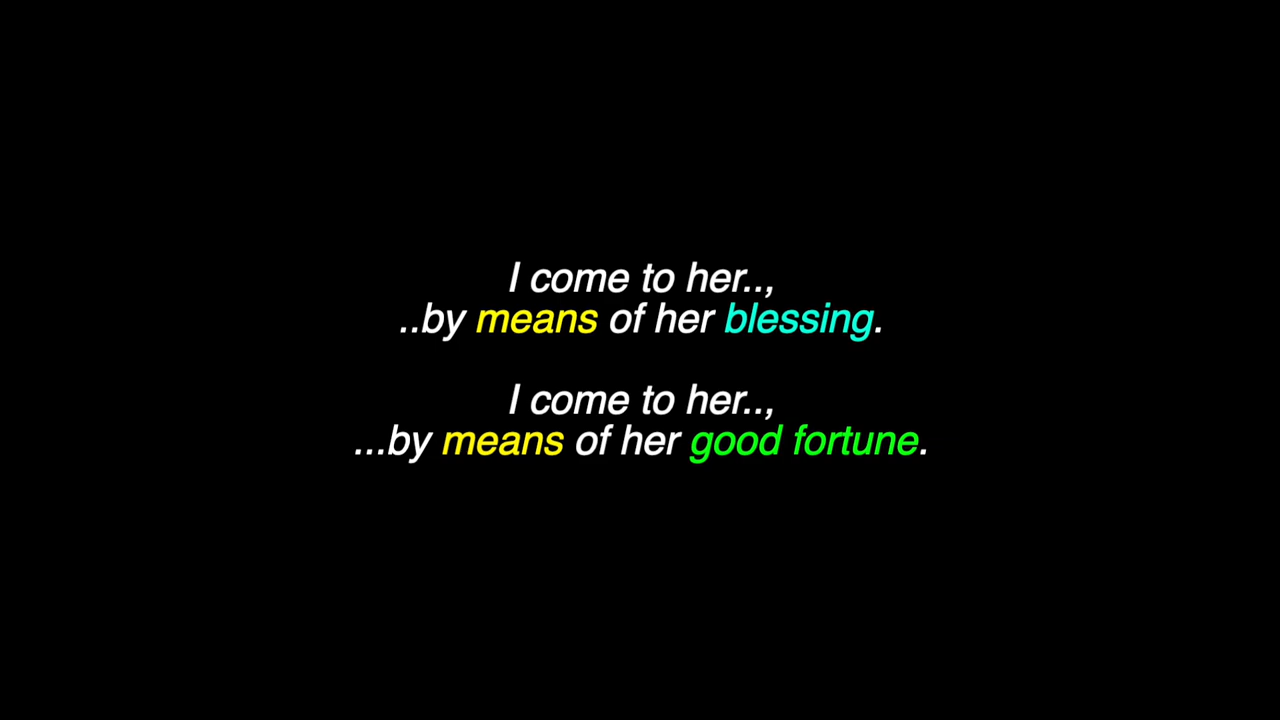 I come to her..,
..by means of her blessing.
I come to her..,
...by means of her good fortune.